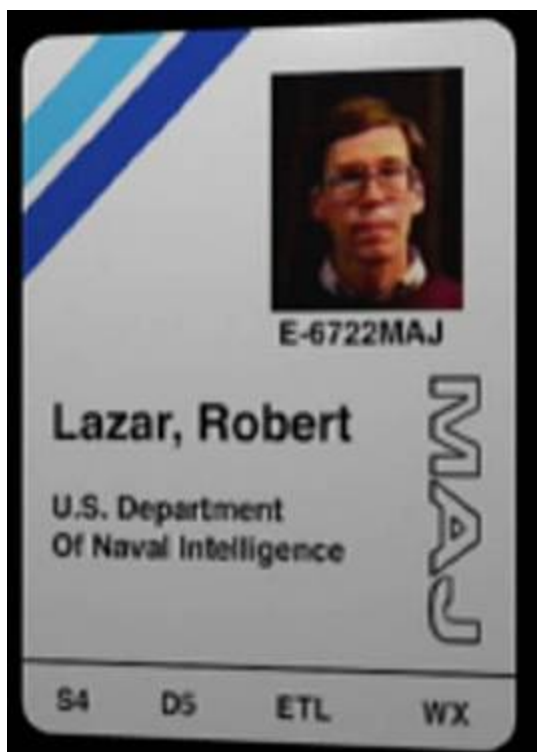 E-6722MAJ
MAJ
Lazar, Robert
U.S. Department
Of Naval Intelligence
S4 D5 ETL WX